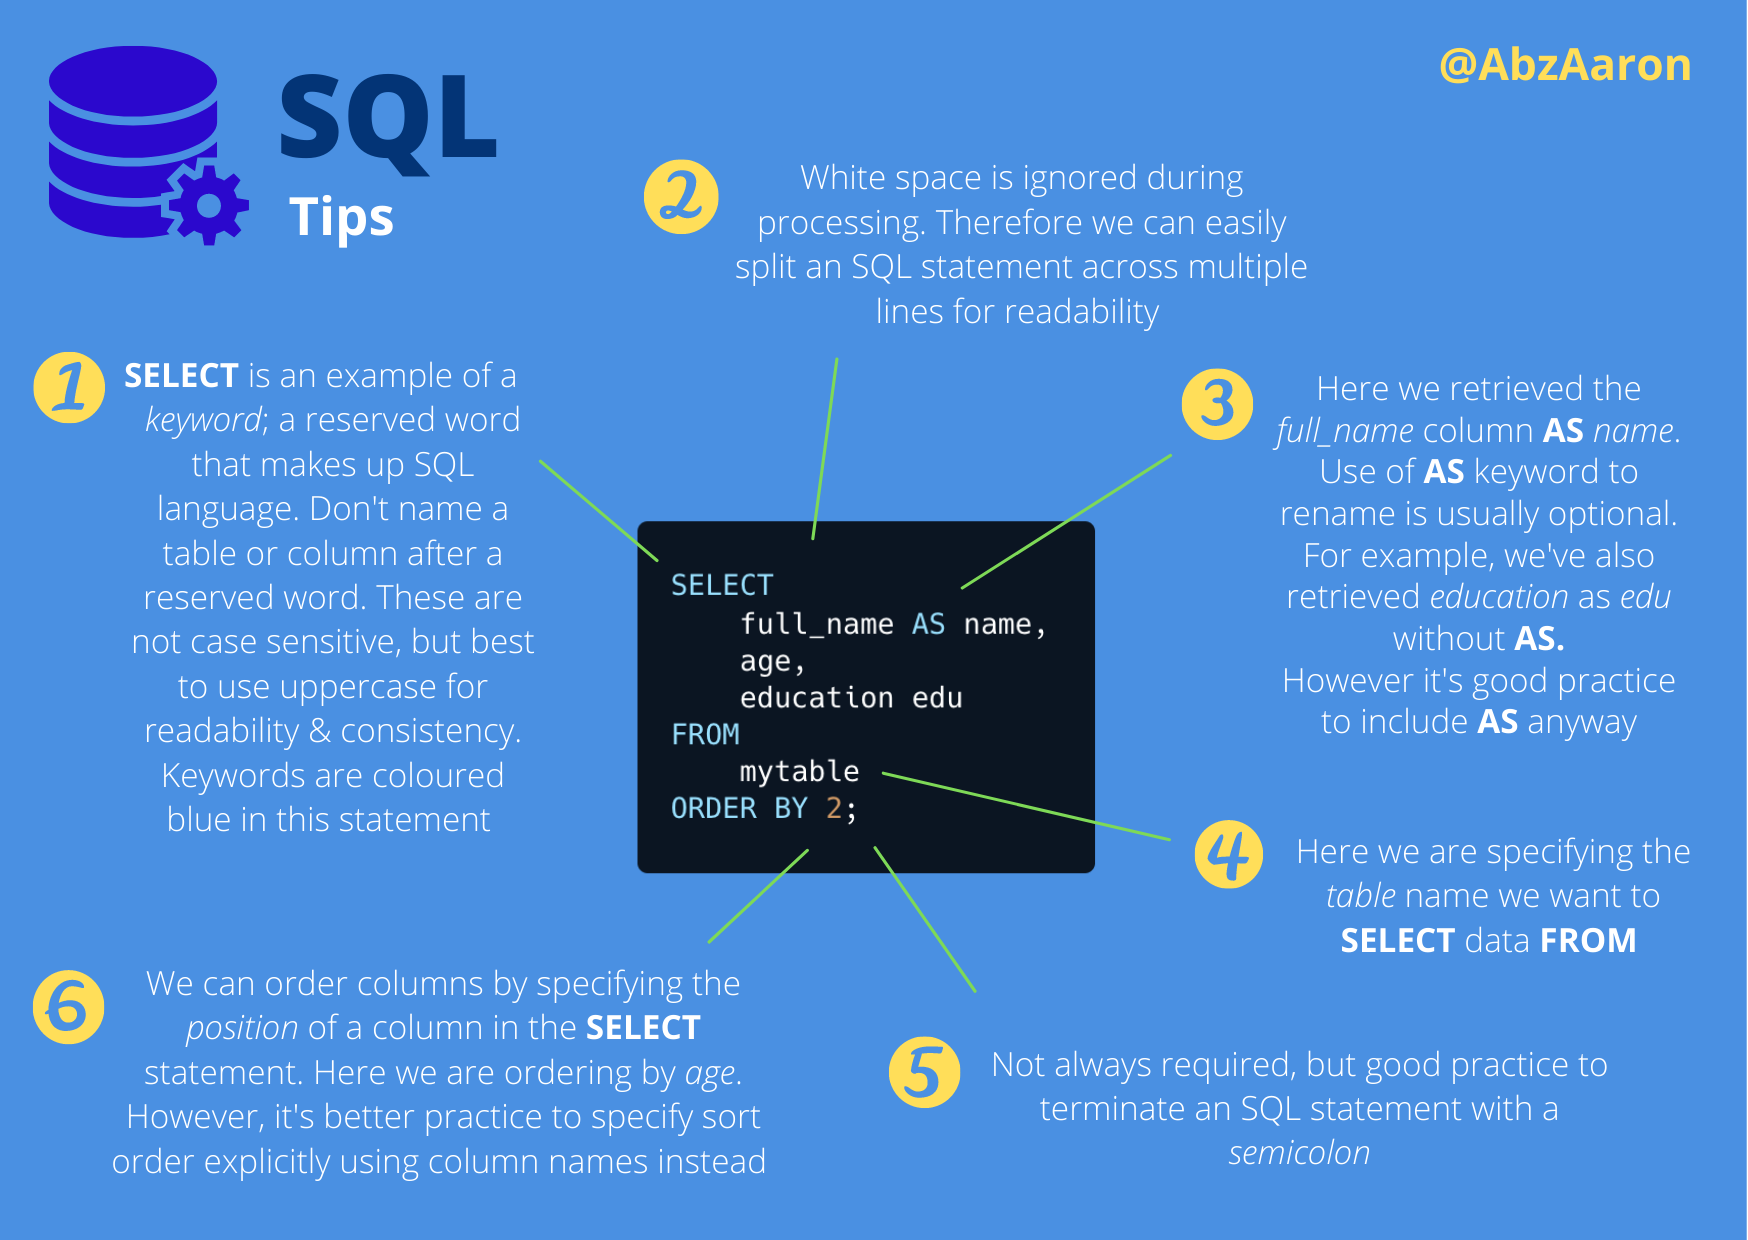 SQL
Tips
@AbzAaron
1
SELECT is an example of a
keyword; a reserved word
that makes up SQL
language. Don't name a
table or column after a
reserved word. These are
not case sensitive, but best
to use uppercase for
readability & consistency.
Keywords are coloured
blue in this statement
2
White space is ignored during
processing. Therefore we can easily
split an SQL statement across multiple
lines for readability
3
Here we retrieved the
full_name column AS name.
Use of AS keyword to
rename is usually optional.
For example, we've also
retrieved education as edu
without AS.
However it's good practice
to include AS anyway
SELECT
full_name AS name,
age,
education edu
FROM
mytable
ORDER BY 2;
4
Here we are specifying the
table name we want to
SELECT data FROM
5
Not always required, but good practice to
terminate an SQL statement with a
semicolon
6
We can order columns by specifying the
position of a column in the SELECT
statement. Here we are ordering by age.
However, it's better practice to specify sort
order explicitly using column names instead